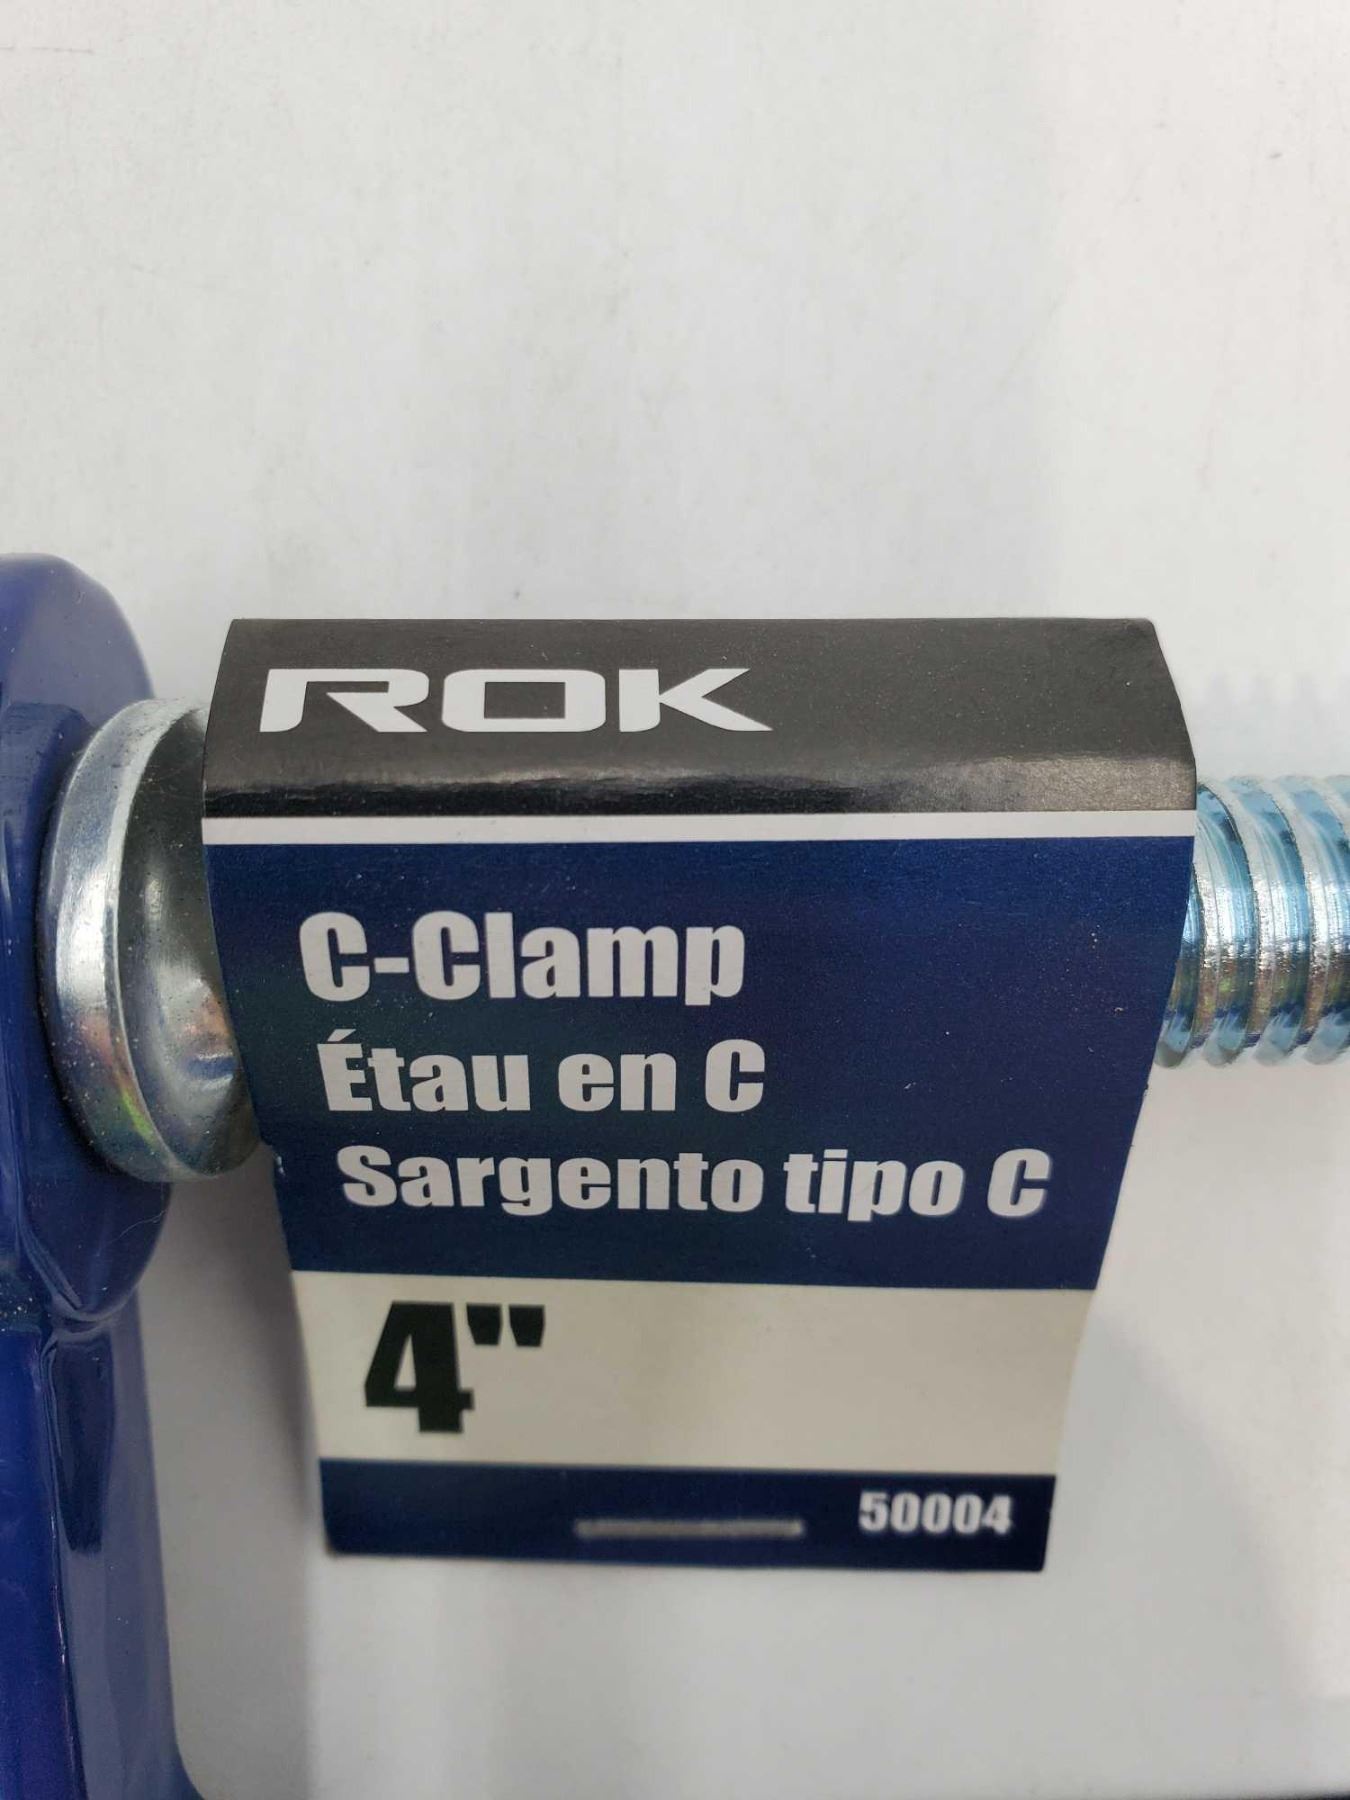 ROK
C-Clamp
Étau en C
Sargento tipo C
4"
50004